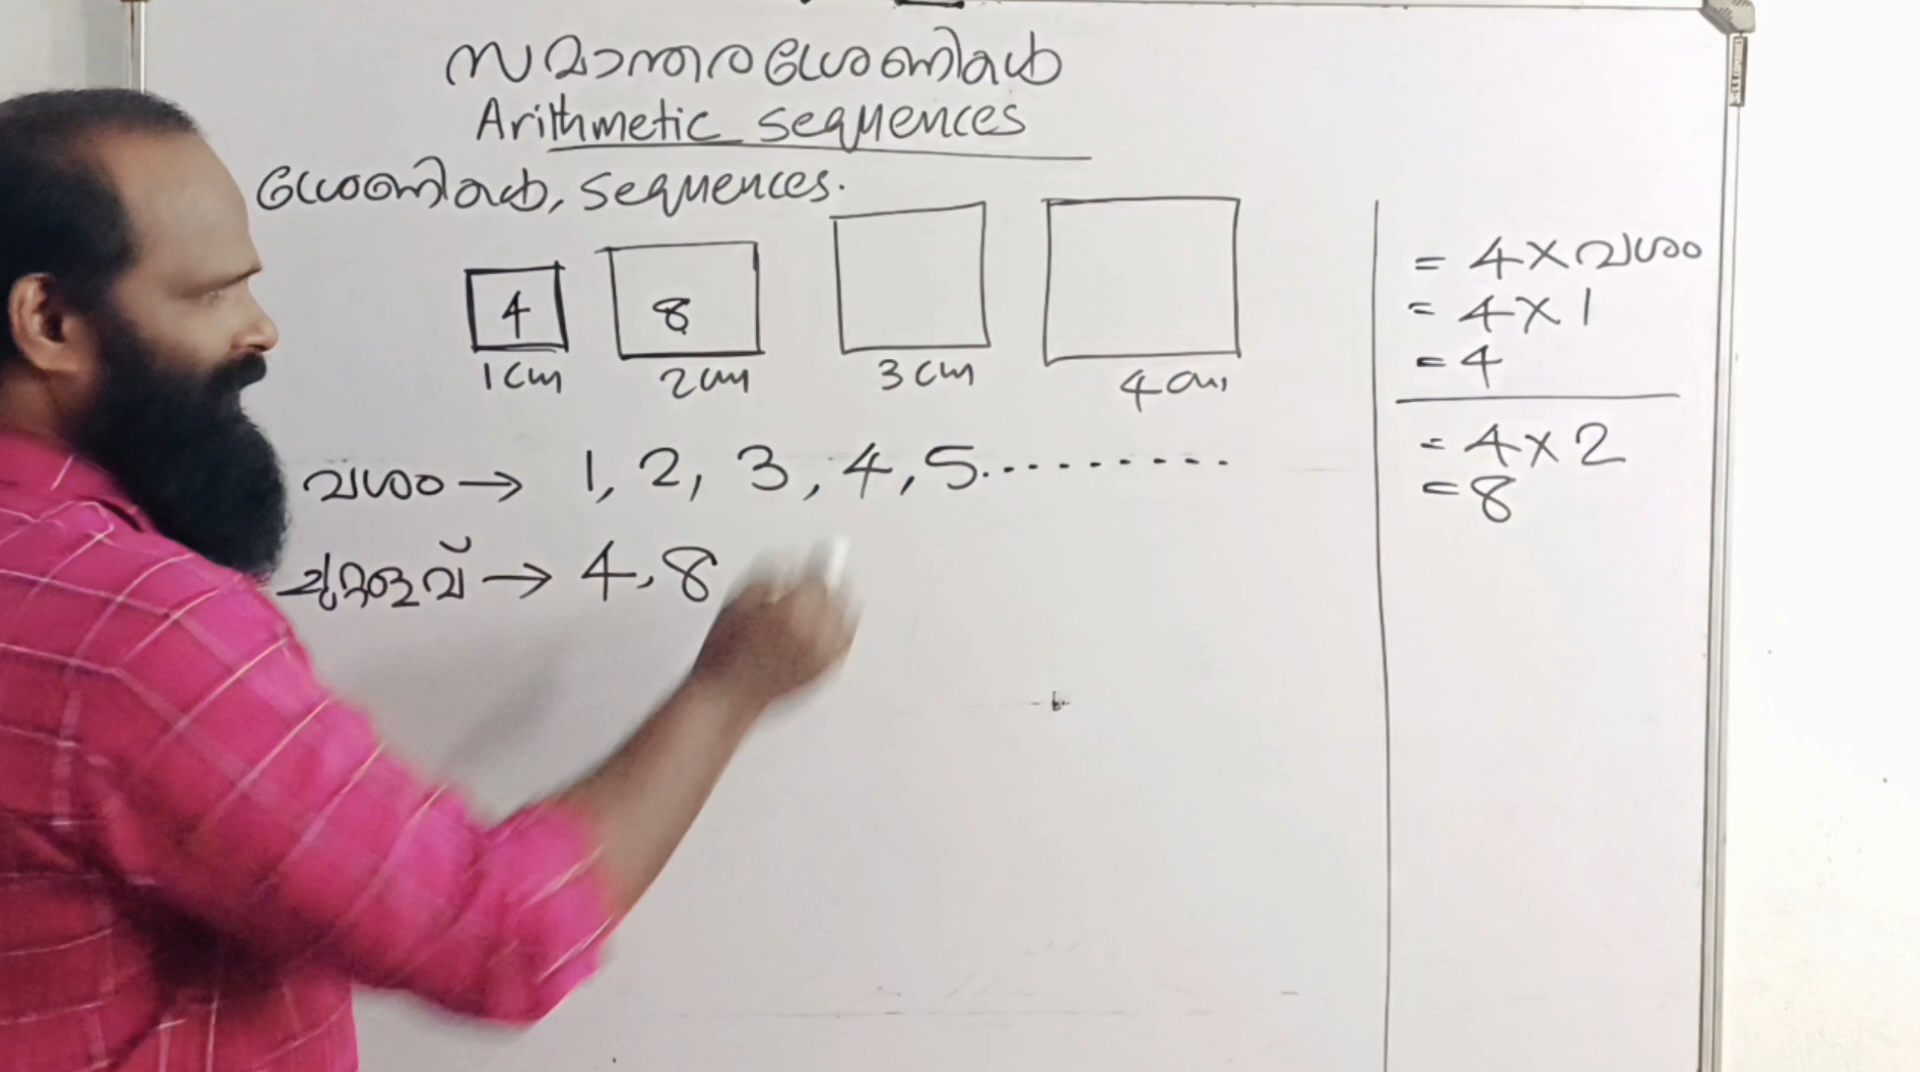 സമാന്തരശ്രേണികൾ
Arithmetic sequences
ശ്രേണികൾ, sequences.
4 8
1cm 2cm 3cm 4cm
വശം → 1, 2, 3, 4, 5.........
ചുറ്റളവ് → 4, 8
= 4×വശം
= 4×1
= 4
= 4×2
= 8